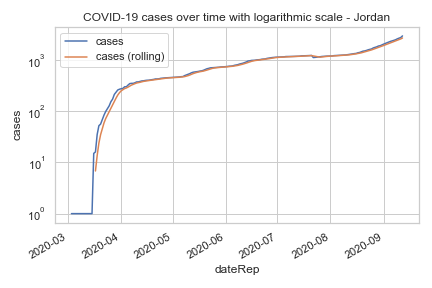 COVID-19 cases over time with logarithmic scale - Jordan
cases
cases (rolling)
10³
10²
10¹
10⁰
cases
2020-03
2020-04
2020-05
2020-06
2020-07
2020-08
2020-09
dateRep